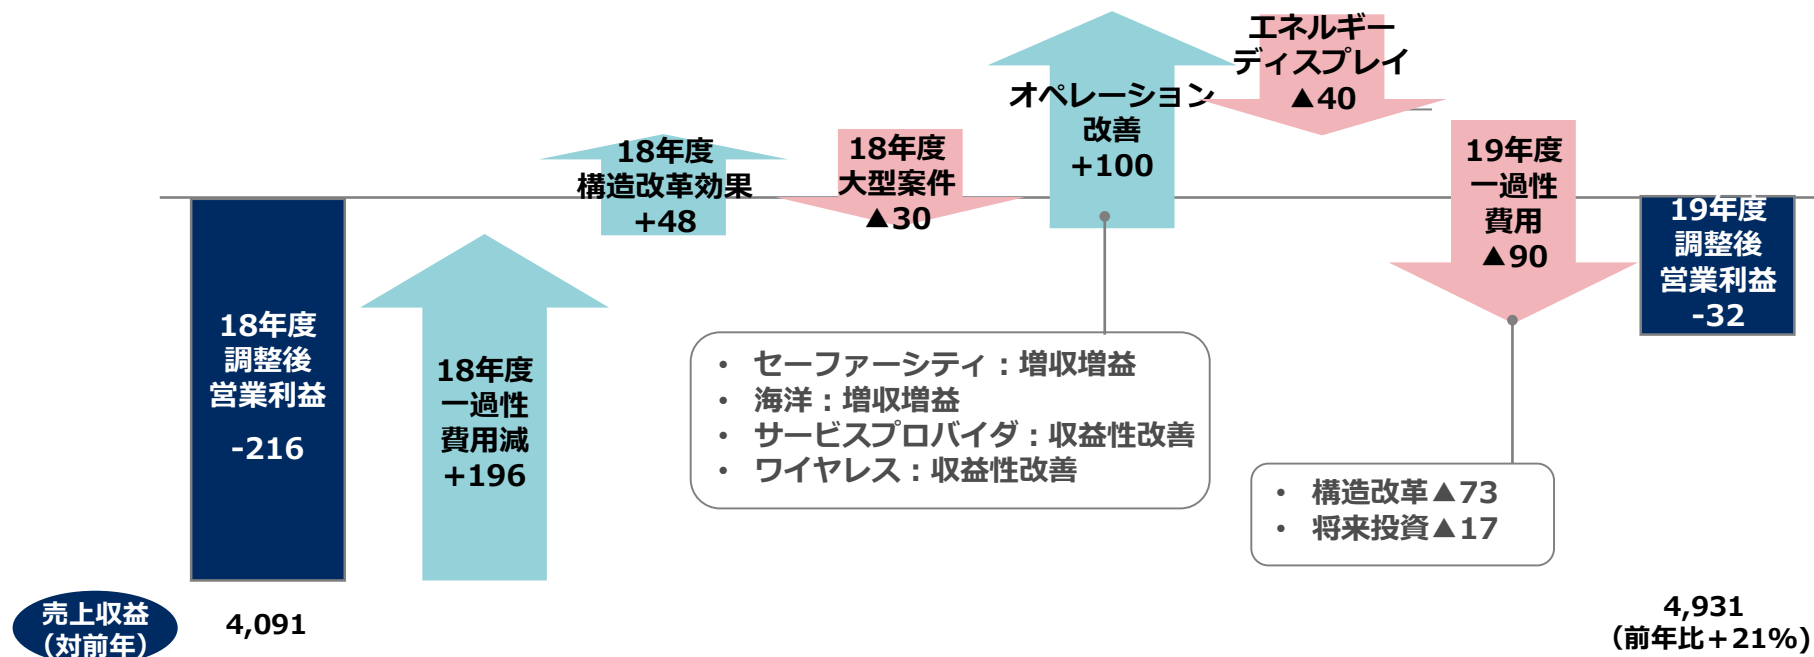 18年度
調整後
営業利益
-216
18年度
一過性
費用減
+196
18年度
構造改革効果
+48
18年度
大型案件
▲30
オペレーション
改善
+100
エネルギー
ディスプレイ
▲40
19年度
一過性
費用
▲90
19年度
調整後
営業利益
-32
• セーファーシティ：増収増益
• 海洋：増収増益
• サービスプロバイダ：収益性改善
• ワイヤレス：収益性改善
• 構造改革▲73
• 将来投資▲17
売上収益
（対前年）
4,091
4,931
（前年比＋21%）